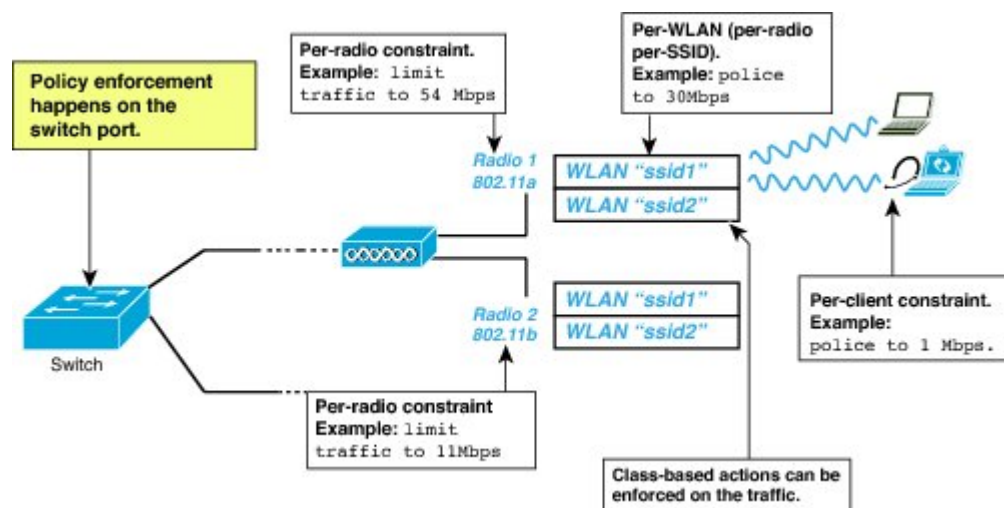 Policy enforcement
happens on the
switch port.
Per-radio constraint.
Example: limit
traffic to 54 Mbps
Per-WLAN (per-radio
per-SSID).
Example: police
to 30Mbps
Radio 1
802.11a
WLAN “ssid1”
WLAN “ssid2”
Radio 2
802.11b
WLAN “ssid1”
WLAN “ssid2”
Switch
Per-client constraint.
Example:
police to 1 Mbps.
Per-radio constraint
Example: limit
traffic to 11Mbps
Class-based actions can be
enforced on the traffic.